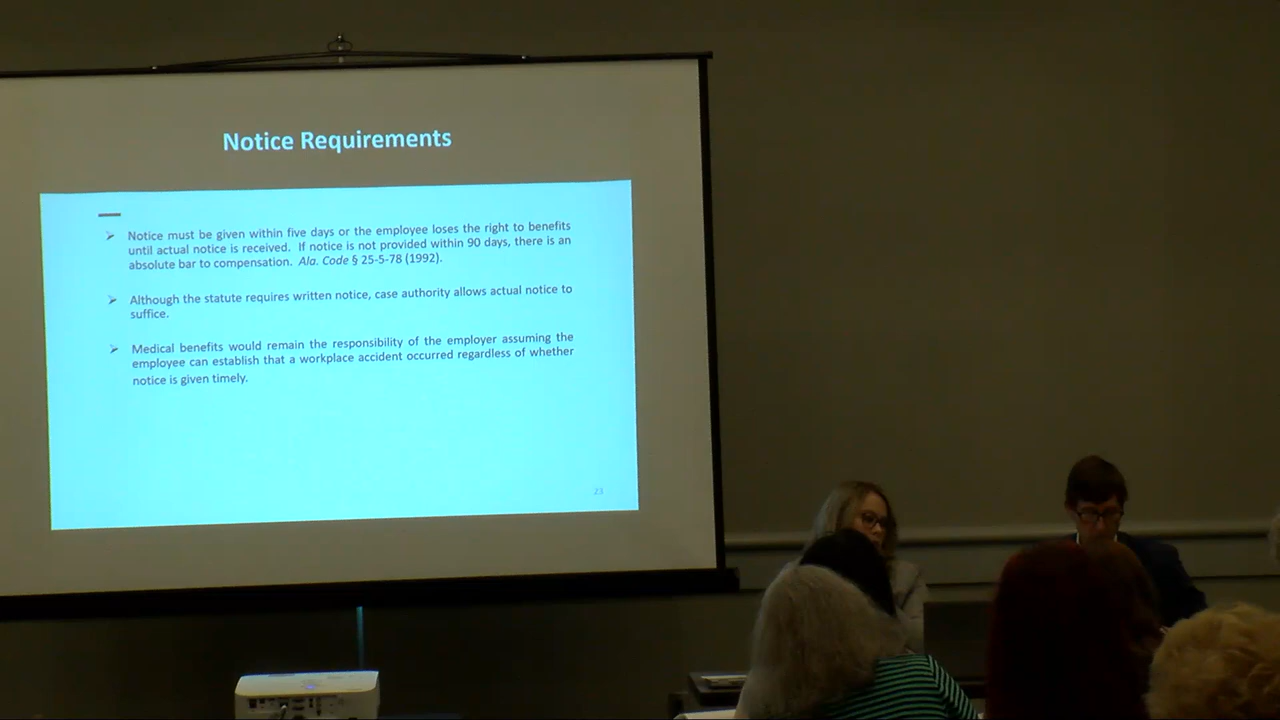 Notice Requirements
Notice must be given within five days or the employee loses the right to benefits
until actual notice is received. If notice is not provided within 90 days, there is an
absolute bar to compensation. Ala. Code § 25-5-78 (1992).
Although the statute requires written notice, case authority allows actual notice to
suffice.
Medical benefits would remain the responsibility of the employer assuming the
employee can establish that a workplace accident occurred regardless of whether
notice is given timely.
23